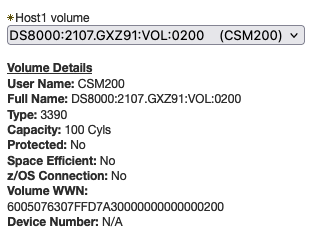 *Host1 volume
DS8000:2107.GXZ91:VOL:0200 (CSM200)
Volume Details
User Name: CSM200
Full Name: DS8000:2107.GXZ91:VOL:0200
Type: 3390
Capacity: 100 Cyls
Protected: No
Space Efficient: No
z/OS Connection: No
Volume WWN:
6005076307FFD7A30000000000000200
Device Number: N/A